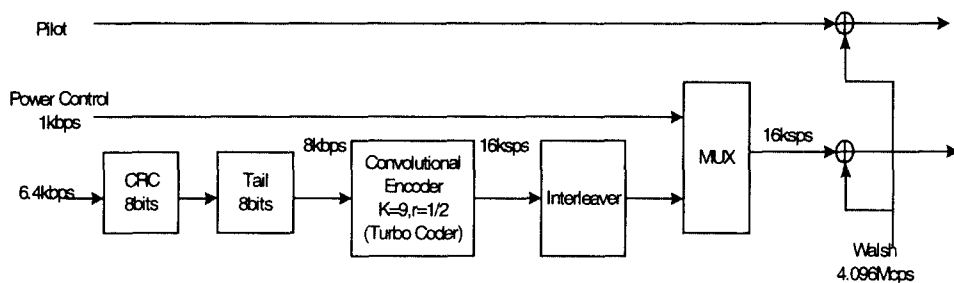 Pilot
Power Control
1kbps
6.4kbps
CRC
8bits
Tail
8bits
8kbps
Convolutional
Encoder
K=9,r=1/2
(Turbo Coder)
16ksps
Interleaver
MUX
16ksps
Walsh
4.096Mcps